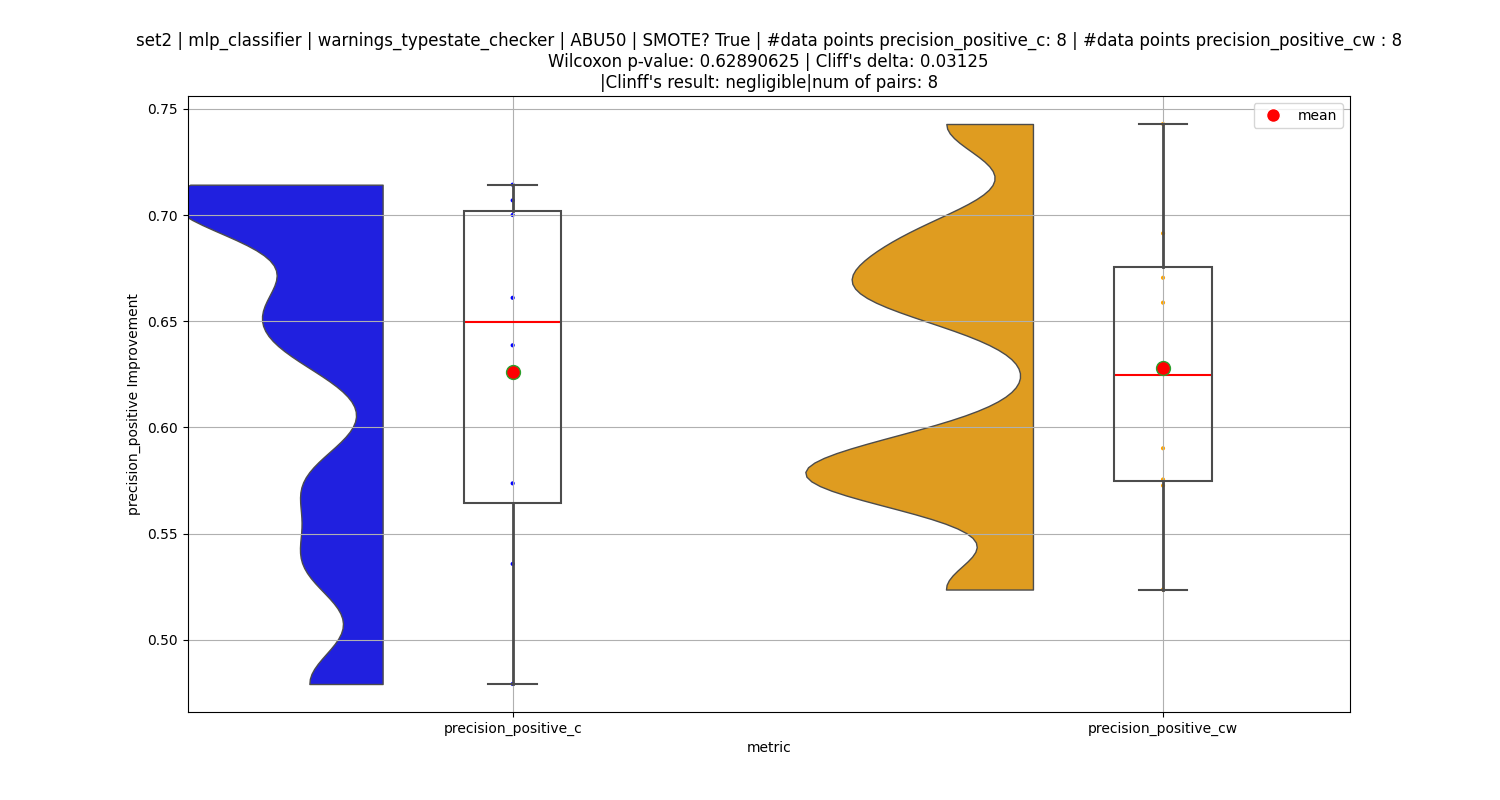 set2 | mlp_classifier | warnings_typestate_checker | ABU50 | SMOTE? True | #data points precision_positive_c: 8 | #data points precision_positive_cw : 8
Wilcoxon p-value: 0.62890625 | Cliff's delta: 0.03125
|Clinff's result: negligible|num of pairs: 8
mean
precision_positive Improvement
0.75
0.70
0.65
0.60
0.55
0.50
precision_positive_c
precision_positive_cw
metric